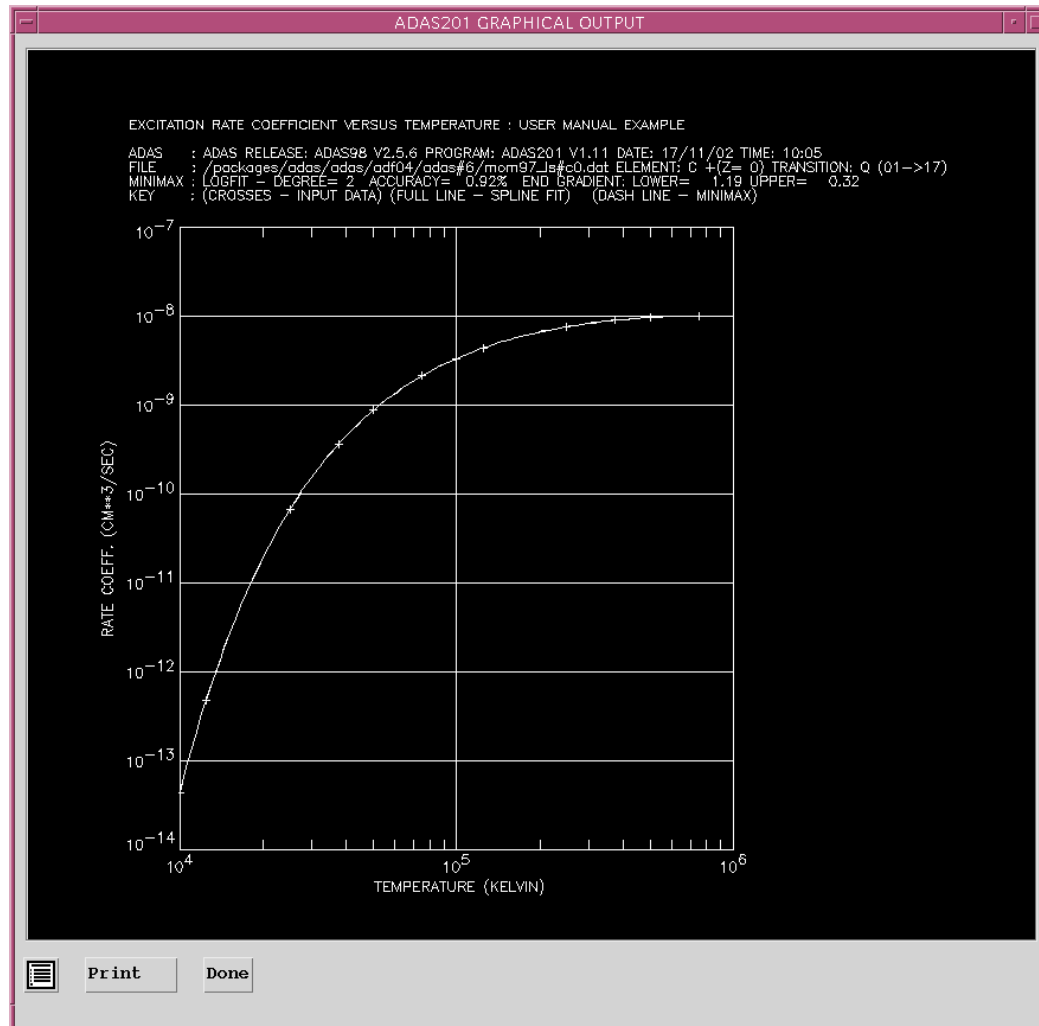 ADAS201 GRAPHICAL OUTPUT
EXCITATION RATE COEFFICIENT VERSUS TEMPERATURE : USER MANUAL EXAMPLE
ADAS : ADAS RELEASE: ADAS98 V2.5.6 PROGRAM: ADAS201 V1.11 DATE: 17/11/02 TIME: 10:05
FILE : /packages/adas/adas/adf04/adas#6/mom97_ls#c0.dat ELEMENT: C +(Z= 0) TRANSITION: Q (01->17)
MINIMAX : LOGFIT - DEGREE= 2 ACCURACY= 0.92% END GRADIENT: LOWER= 1.19 UPPER= 0.32
KEY : (CROSSES - INPUT DATA) (FULL LINE - SPLINE FIT) (DASH LINE - MINIMAX)
10^-7
10^-8
10^-9
10^-10
10^-11
10^-12
10^-13
10^-14
RATE COEFF. (CM**3/SEC)
10^4 10^5 10^6
TEMPERATURE (KELVIN)
Print Done